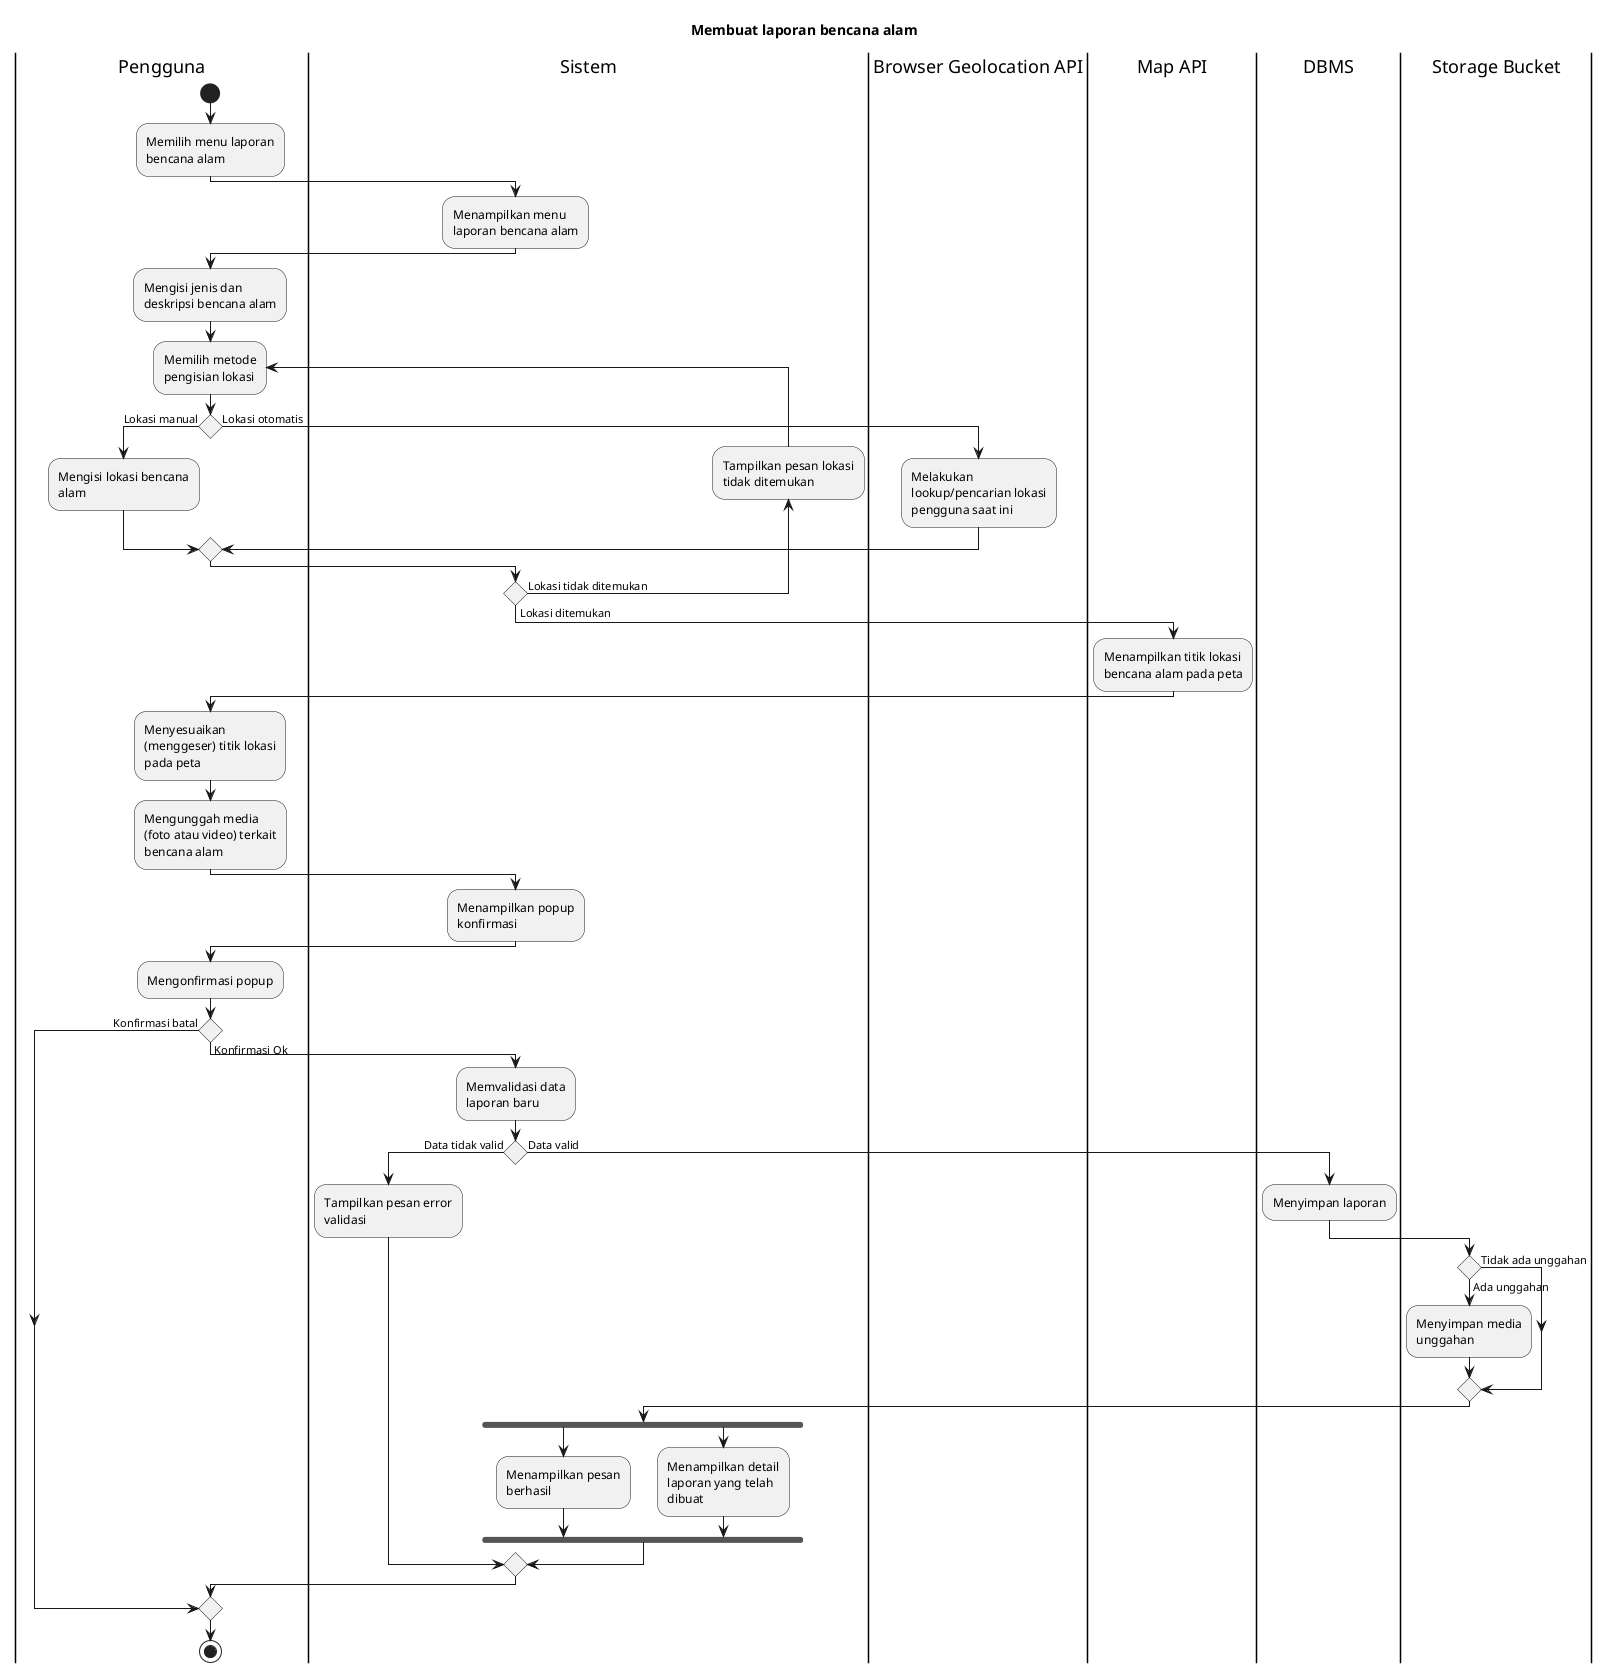 Membuat laporan bencana alam
Pengguna
Sistem
Browser Geolocation API
Map API
DBMS
Storage Bucket
Memilih menu laporan
bencana alam
Menampilkan menu
laporan bencana alam
Mengisi jenis dan
deskripsi bencana alam
Memilih metode
pengisian lokasi
Lokasi manual
Lokasi otomatis
Mengisi lokasi bencana
alam
Tampilkan pesan lokasi
tidak ditemukan
Melakukan
lookup/pencarian lokasi
pengguna saat ini
Lokasi tidak ditemukan
Lokasi ditemukan
Menampilkan titik lokasi
bencana alam pada peta
Menyesuaikan
(menggeser) titik lokasi
pada peta
Mengunggah media
(foto atau video) terkait
bencana alam
Menampilkan popup
konfirmasi
Mengonfirmasi popup
Konfirmasi batal
Konfirmasi Ok
Memvalidasi data
laporan baru
Data tidak valid
Data valid
Tampilkan pesan error
validasi
Menyimpan laporan
Tidak ada unggahan
Ada unggahan
Menyimpan media
unggahan
Menampilkan pesan
berhasil
Menampilkan detail
laporan yang telah
dibuat